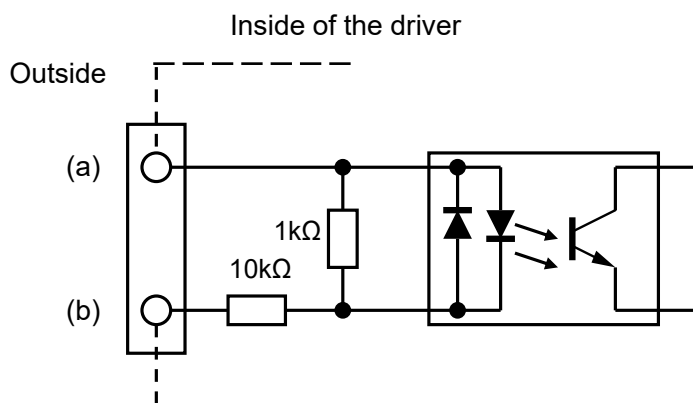 Inside of the driver
Outside
(a)
1kΩ
10kΩ
(b)